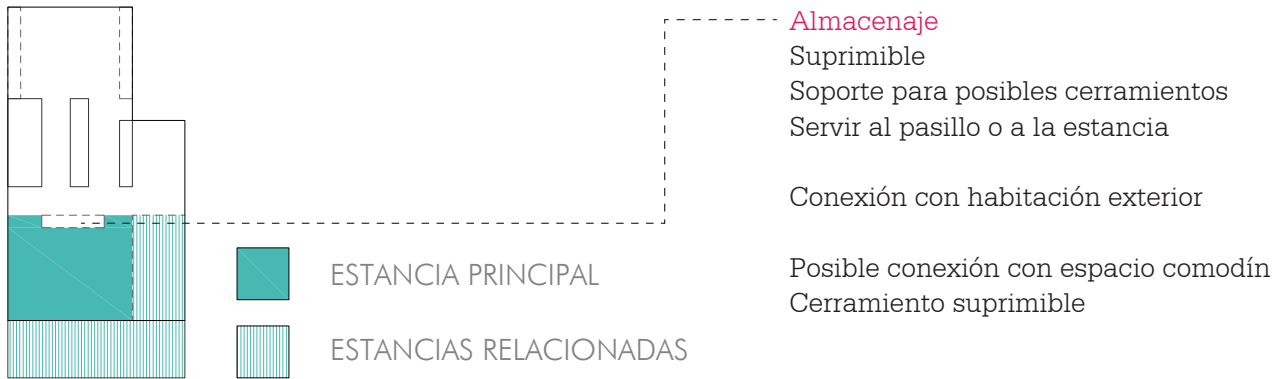 Almacenaje
Suprimible
Soporte para posibles cerramientos
Servir al pasillo o a la estancia
Conexión con habitación exterior
Posible conexión con espacio comodín
Cerramiento suprimible
ESTANCIA PRINCIPAL
ESTANCIAS RELACIONADAS